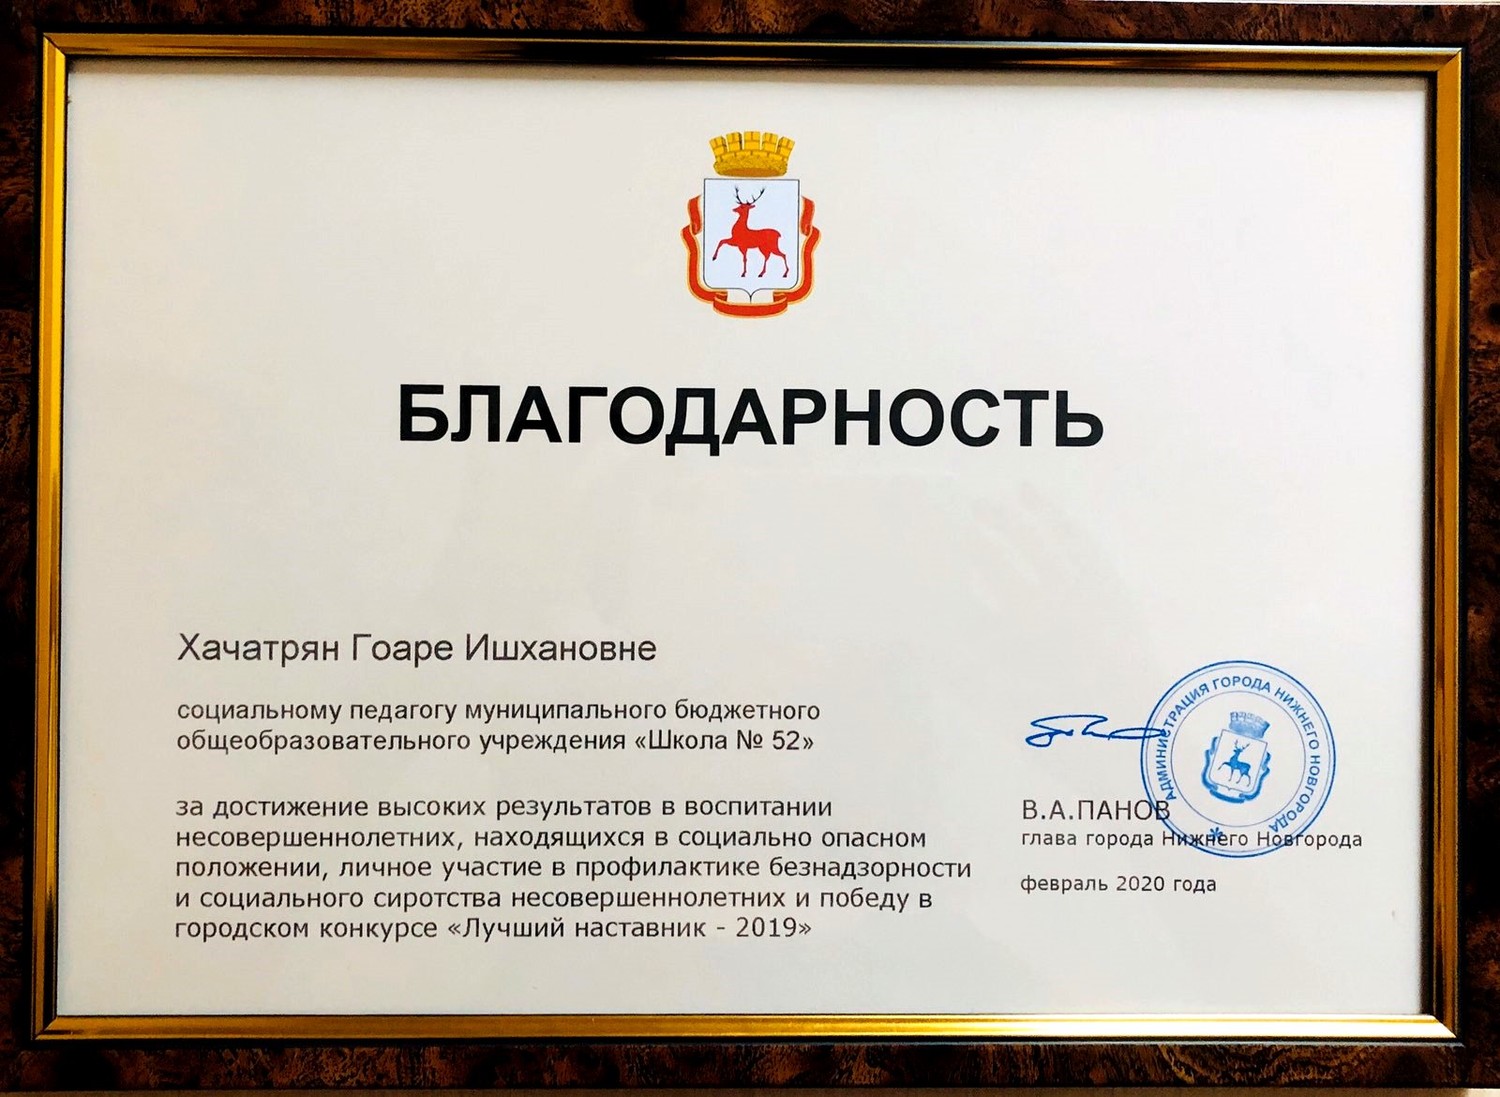 БЛАГОДАРНОСТЬ
Хачатрян Гоаре Ишхановне
социальному педагогу муниципального бюджетного
общеобразовательного учреждения «Школа № 52»
за достижение высоких результатов в воспитании
несовершеннолетних, находящихся в социально опасном
положении, личное участие в профилактике безнадзорности
и социального сиротства несовершеннолетних и победу в
городском конкурсе «Лучший наставник - 2019»
АДМИНИСТРАЦИЯ ГОРОДА НИЖНЕГО НОВГОРОДА
В.А.ПАНОВ
глава города Нижнего Новгорода
февраль 2020 года